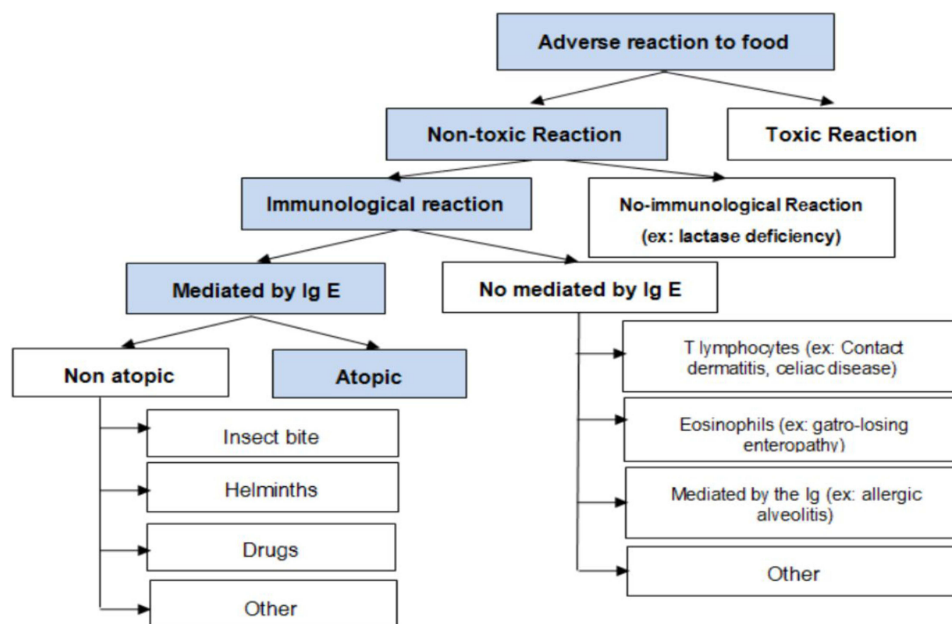 Adverse reaction to food
Non-toxic Reaction
Toxic Reaction
Immunological reaction
No-immunological Reaction
(ex: lactase deficiency)
Mediated by Ig E
No mediated by Ig E
Non atopic
Atopic
Insect bite
Helminths
Drugs
Other
T lymphocytes (ex: Contact
dermatitis, celiac disease)
Eosinophils (ex: gatro-losing
enteropathy)
Mediated by the Ig (ex: allergic
alveolitis)
Other